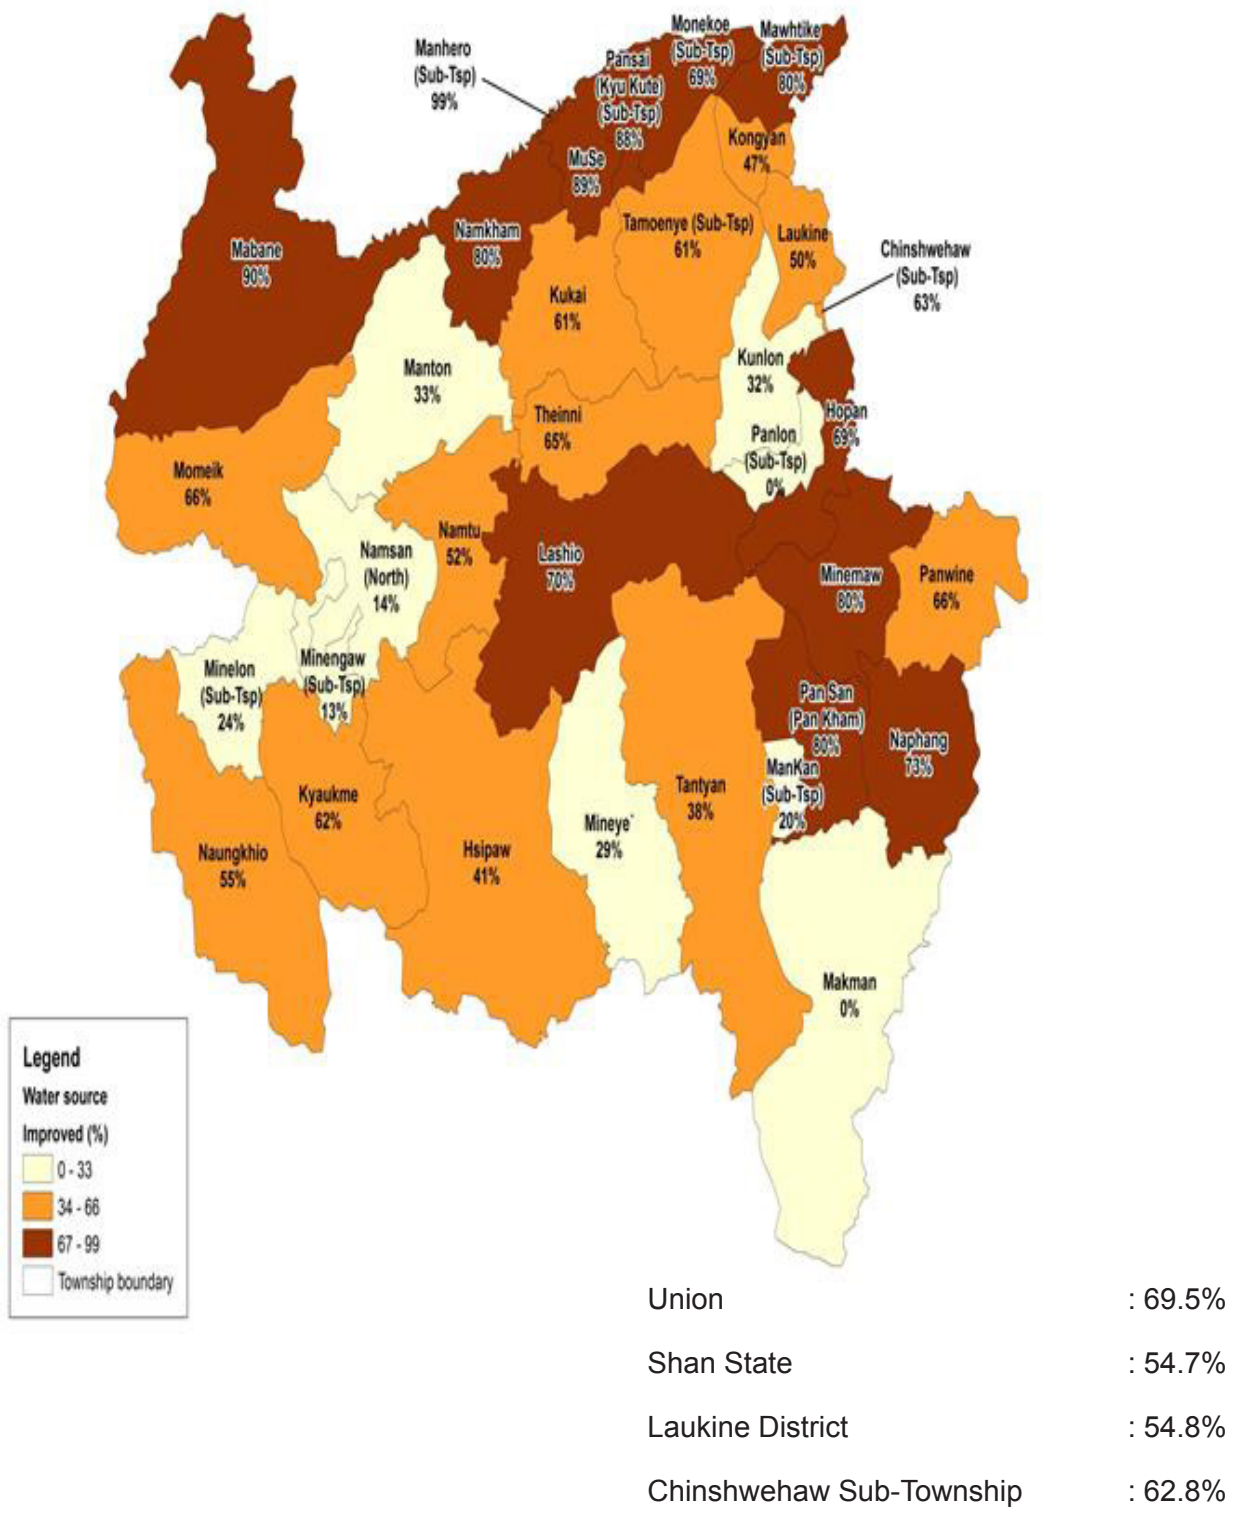 Monekoe
(Sub-Tsp)
69%
Mawhtike
(Sub-Tsp)
80%
Manhero
(Sub-Tsp)
99%
Pansai
(Kyu Kute)
(Sub-Tsp)
88%
MuSe
89%
Kongyan
47%
Namkham
80%
Tamoenye (Sub-Tsp)
61%
Laukine
50%
Chinshwehaw
(Sub-Tsp)
63%
Mabane
90%
Kukai
61%
Manton
33%
Kunlon
32%
Theinni
65%
Hopan
69%
Panlon
(Sub-Tsp)
0%
Momeik
66%
Namtu
52%
Namsan
(North)
14%
Lashio
70%
Minemaw
80%
Panwine
66%
Minelon
(Sub-Tsp)
24%
Minengaw
(Sub-Tsp)
13%
Pan San
(Pan Kham)
80%
Naphang
73%
ManKan
(Sub-Tsp)
20%
Tantyan
38%
Kyaukme
62%
Mineye`
29%
Naungkhio
55%
Hsipaw
41%
Makman
0%
Legend
Water source
Improved (%)
0 - 33
34 - 66
67 - 99
Township boundary
Union : 69.5%
Shan State : 54.7%
Laukine District : 54.8%
Chinshwehaw Sub-Township : 62.8%